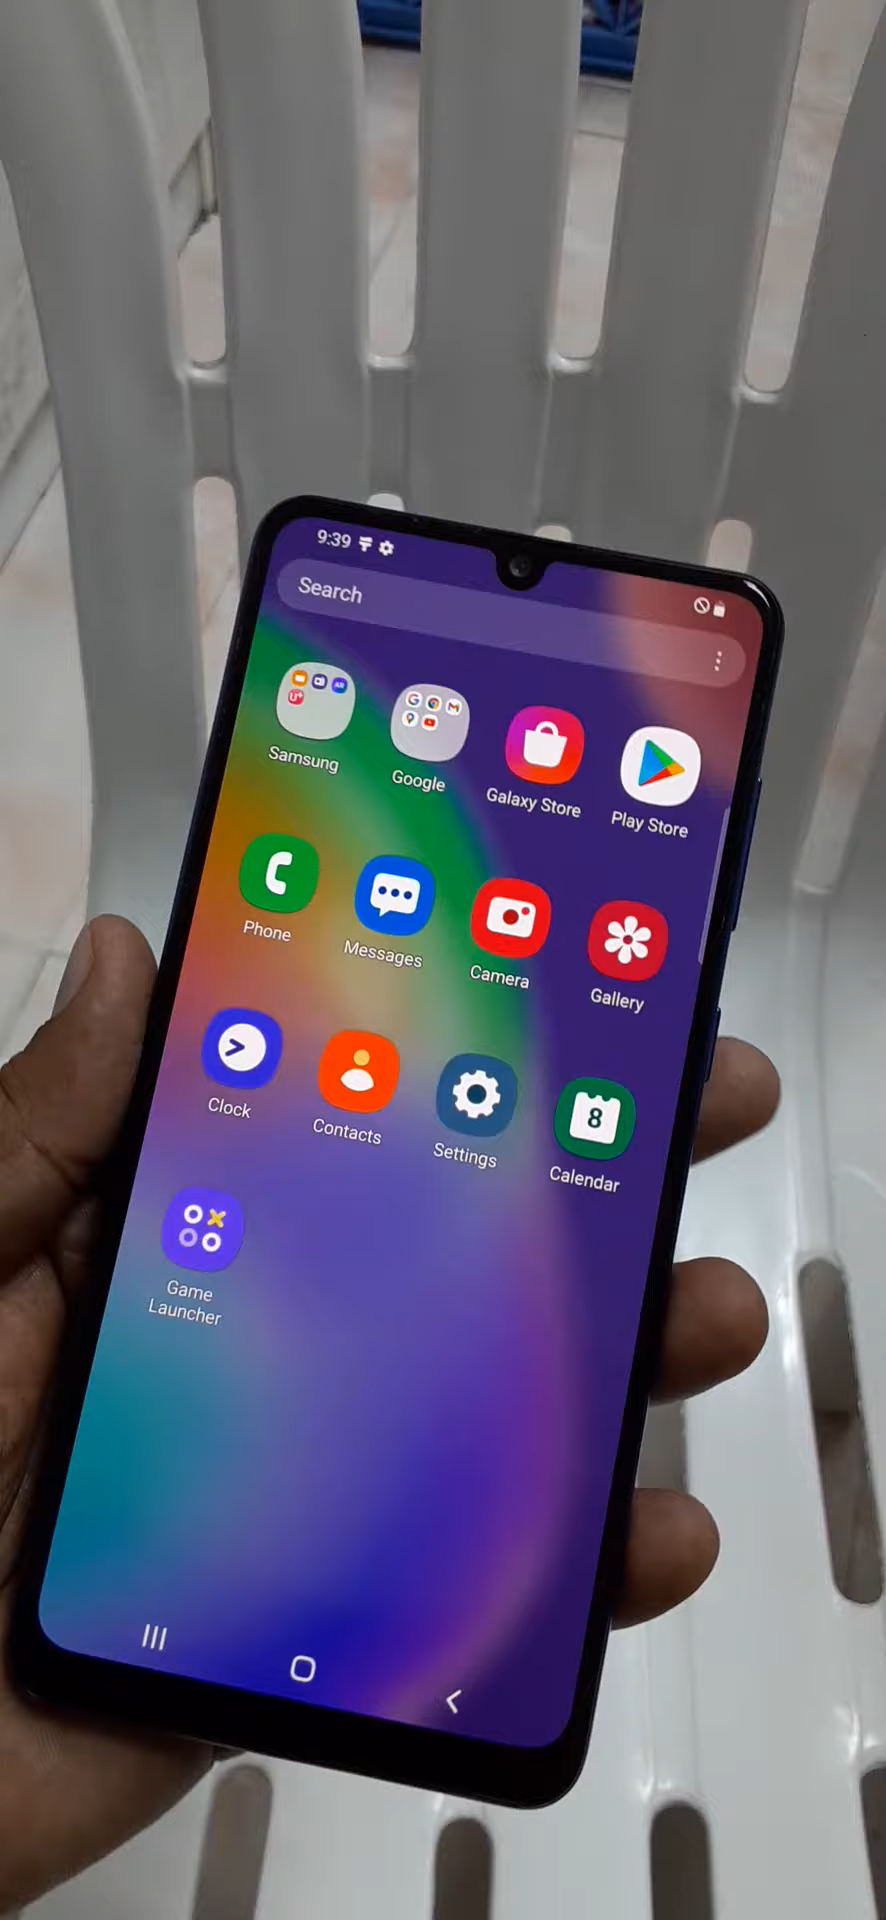 9:39
Search
Samsung
Google
Galaxy Store
Play Store
Phone
Messages
Camera
Gallery
Clock
Contacts
Settings
8
Calendar
Game
Launcher